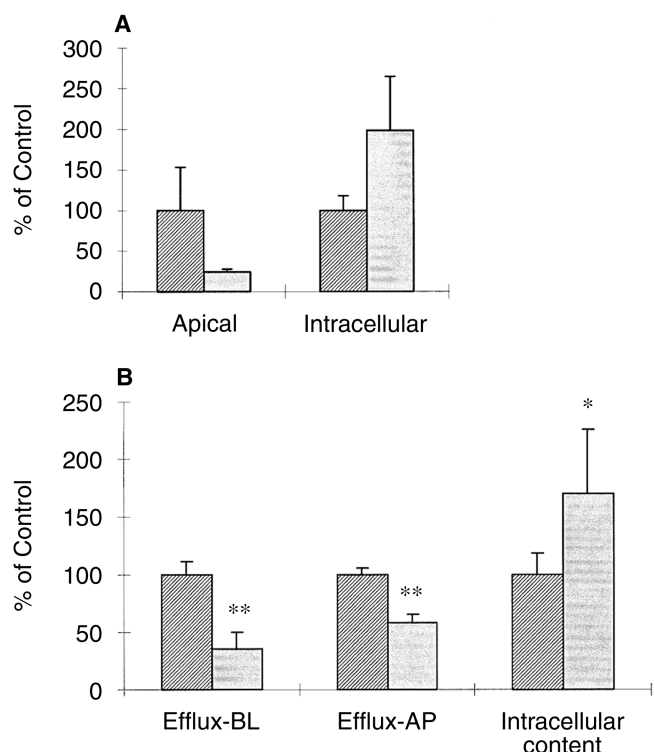 A
300
250
200
150
100
50
0
% of Control
Apical
Intracellular
B
250
200
150
100
50
0
% of Control
**
**
*
Efflux-BL
Efflux-AP
Intracellular
content